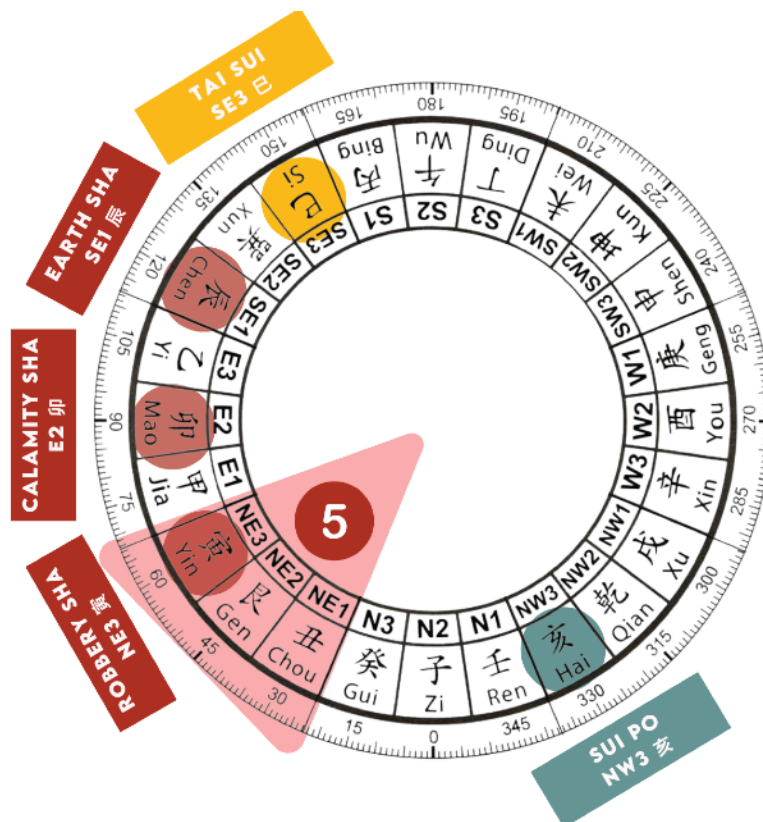 TAI SUI
SE3 巳
EARTH SHA
SE1 辰
CALAMITY SHA
E2 卯
ROBBERY SHA
NE3 寅
SUI PO
NW3 亥
5
180
195
210
225
240
255
270
285
300
315
330
345
0
15
30
45
60
75
90
105
120
135
150
165
Wu
午
S2
Ding
丁
S3
Wei
未
SW1
Kun
坤
SW2
Shen
申
SW3
Geng
庚
W1
You
酉
W2
Xin
辛
W3
Xu
戌
NW1
Qian
乾
NW2
亥
Hai
NW3
壬
Ren
N1
子
Zi
N2
癸
Gui
N3
丑
Chou
NE1
艮
Gen
NE2
寅
Yin
NE3
甲
Jia
E1
卯
Mao
E2
乙
Yi
E3
辰
Chen
SE1
巽
Xun
SE2
Si
巳
SE3
Bing
丙
S1